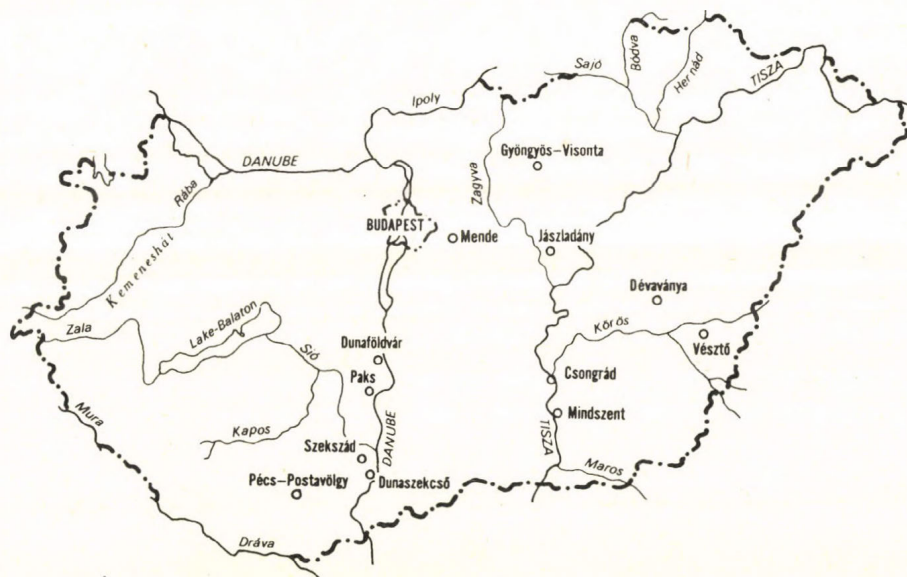 Bódva
Hernád
Sajó
TISZA
Ipoly
DANUBE
Gyöngyös-Visonta
Zagyva
Rába
BUDAPEST
Mende
Jászladány
Kemeneshát
Dévaványa
Lake-Balaton
Zala
Körös
Vésztő
Sió
Dunaföldvár
Csongrád
Paks
Mindszent
Mura
Kapos
DANUBE
TISZA
Szekszád
Maros
Pécs-Postavölgy
Dunaszekcső
Dráva